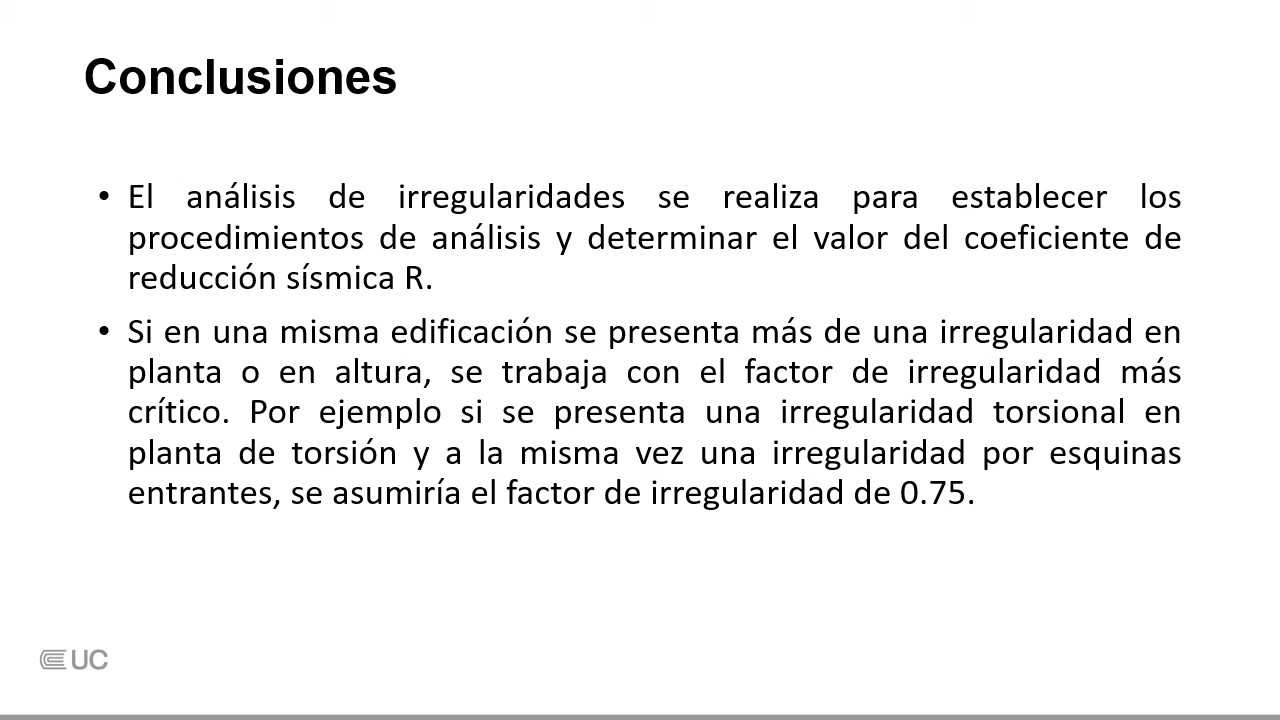 Conclusiones
• El análisis de irregularidades se realiza para establecer los
procedimientos de análisis y determinar el valor del coeficiente de
reducción sísmica R.
• Si en una misma edificación se presenta más de una irregularidad en
planta o en altura, se trabaja con el factor de irregularidad más
crítico. Por ejemplo si se presenta una irregularidad torsional en
planta de torsión y a la misma vez una irregularidad por esquinas
entrantes, se asumiría el factor de irregularidad de 0.75.
UC